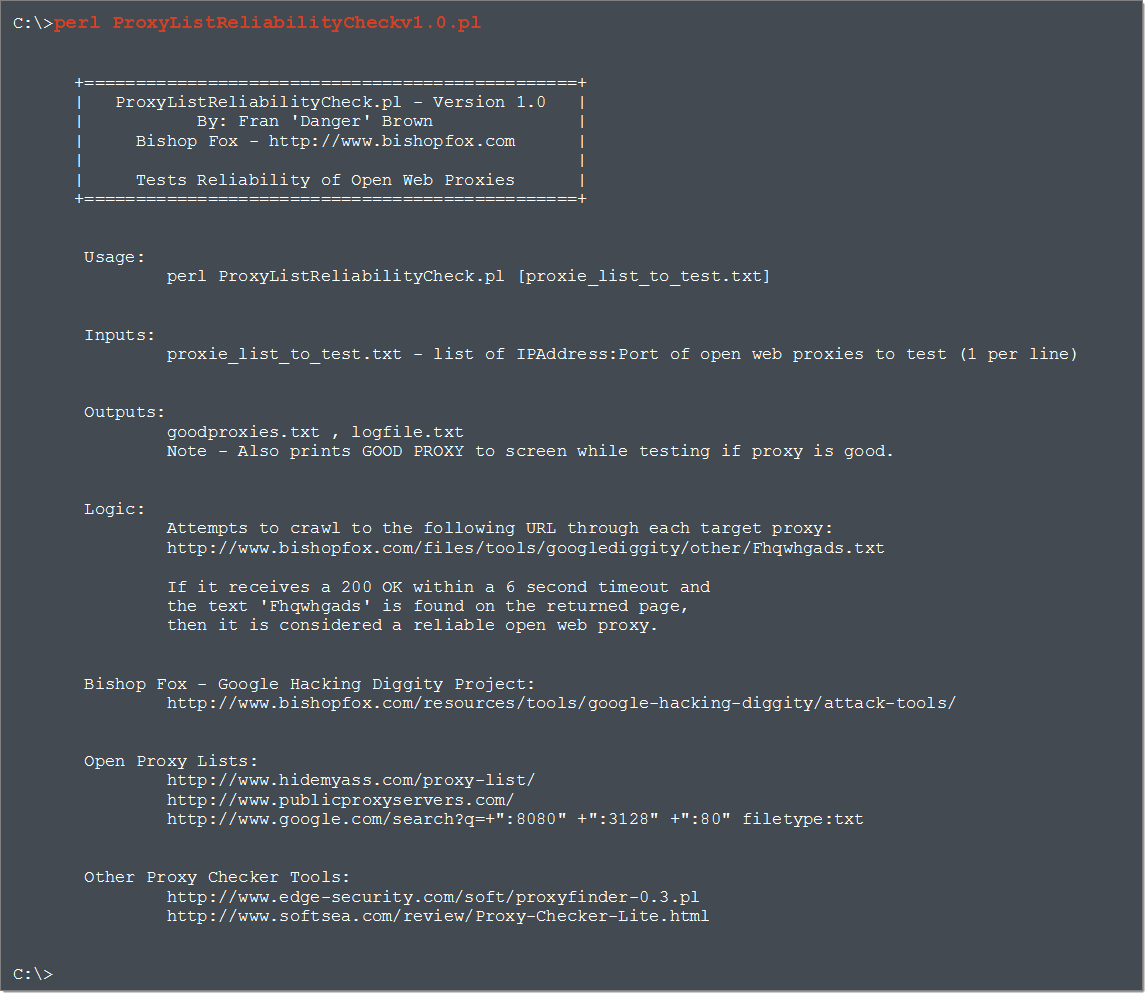 C:\>perl ProxyListReliabilityCheckv1.0.pl
+================================================+
|   ProxyListReliabilityCheck.pl - Version 1.0   |
|           By: Fran 'Danger' Brown              |
|     Bishop Fox - http://www.bishopfox.com      |
|                                                |
|     Tests Reliability of Open Web Proxies      |
+================================================+
Usage:
perl ProxyListReliabilityCheck.pl [proxie_list_to_test.txt]
Inputs:
proxie_list_to_test.txt - list of IPAddress:Port of open web proxies to test (1 per line)
Outputs:
goodproxies.txt , logfile.txt
Note - Also prints GOOD PROXY to screen while testing if proxy is good.
Logic:
Attempts to crawl to the following URL through each target proxy:
http://www.bishopfox.com/files/tools/googlediggity/other/Fhqwhgads.txt
If it receives a 200 OK within a 6 second timeout and
the text 'Fhqwhgads' is found on the returned page,
then it is considered a reliable open web proxy.
Bishop Fox - Google Hacking Diggity Project:
http://www.bishopfox.com/resources/tools/google-hacking-diggity/attack-tools/
Open Proxy Lists:
http://www.hidemyass.com/proxy-list/
http://www.publicproxyservers.com/
http://www.google.com/search?q=+":8080" +":3128" +":80" filetype:txt
Other Proxy Checker Tools:
http://www.edge-security.com/soft/proxyfinder-0.3.pl
http://www.softsea.com/review/Proxy-Checker-Lite.html
C:\>